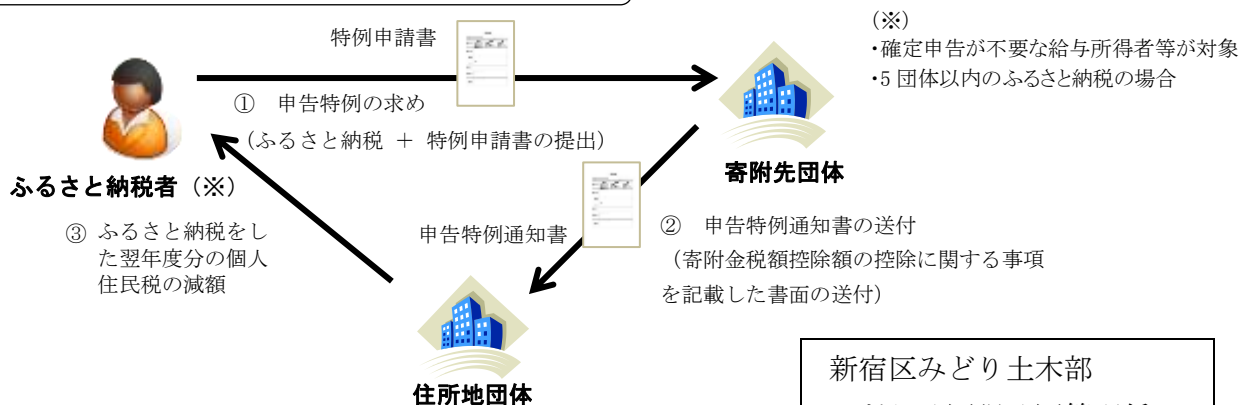 特例申請書
① 申告特例の求め
(ふるさと納税 + 特例申請書の提出)
ふるさと納税者(※)
(※)
・確定申告が不要な給与所得者等が対象
・5 団体以内のふるさと納税の場合
寄附先団体
③ ふるさと納税をし
た翌年度分の個人
住民税の減額
申告特例通知書
② 申告特例通知書の送付
(寄附金税額控除額の控除に関する事項
を記載した書面の送付)
住所地団体
新宿区みどり土木部